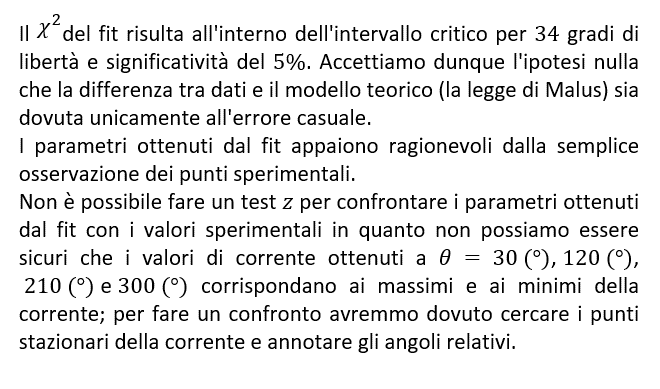 Il χ² del fit risulta all'interno dell'intervallo critico per 34 gradi di
libertà e significatività del 5%. Accettiamo dunque l'ipotesi nulla
che la differenza tra dati e il modello teorico (la legge di Malus) sia
dovuta unicamente all'errore casuale.
I parametri ottenuti dal fit appaiono ragionevoli dalla semplice
osservazione dei punti sperimentali.
Non è possibile fare un test z per confrontare i parametri ottenuti
dal fit con i valori sperimentali in quanto non possiamo essere
sicuri che i valori di corrente ottenuti a θ = 30 (°), 120 (°),
210 (°) e 300 (°) corrispondano ai massimi e ai minimi della
corrente; per fare un confronto avremmo dovuto cercare i punti
stazionari della corrente e annotare gli angoli relativi.